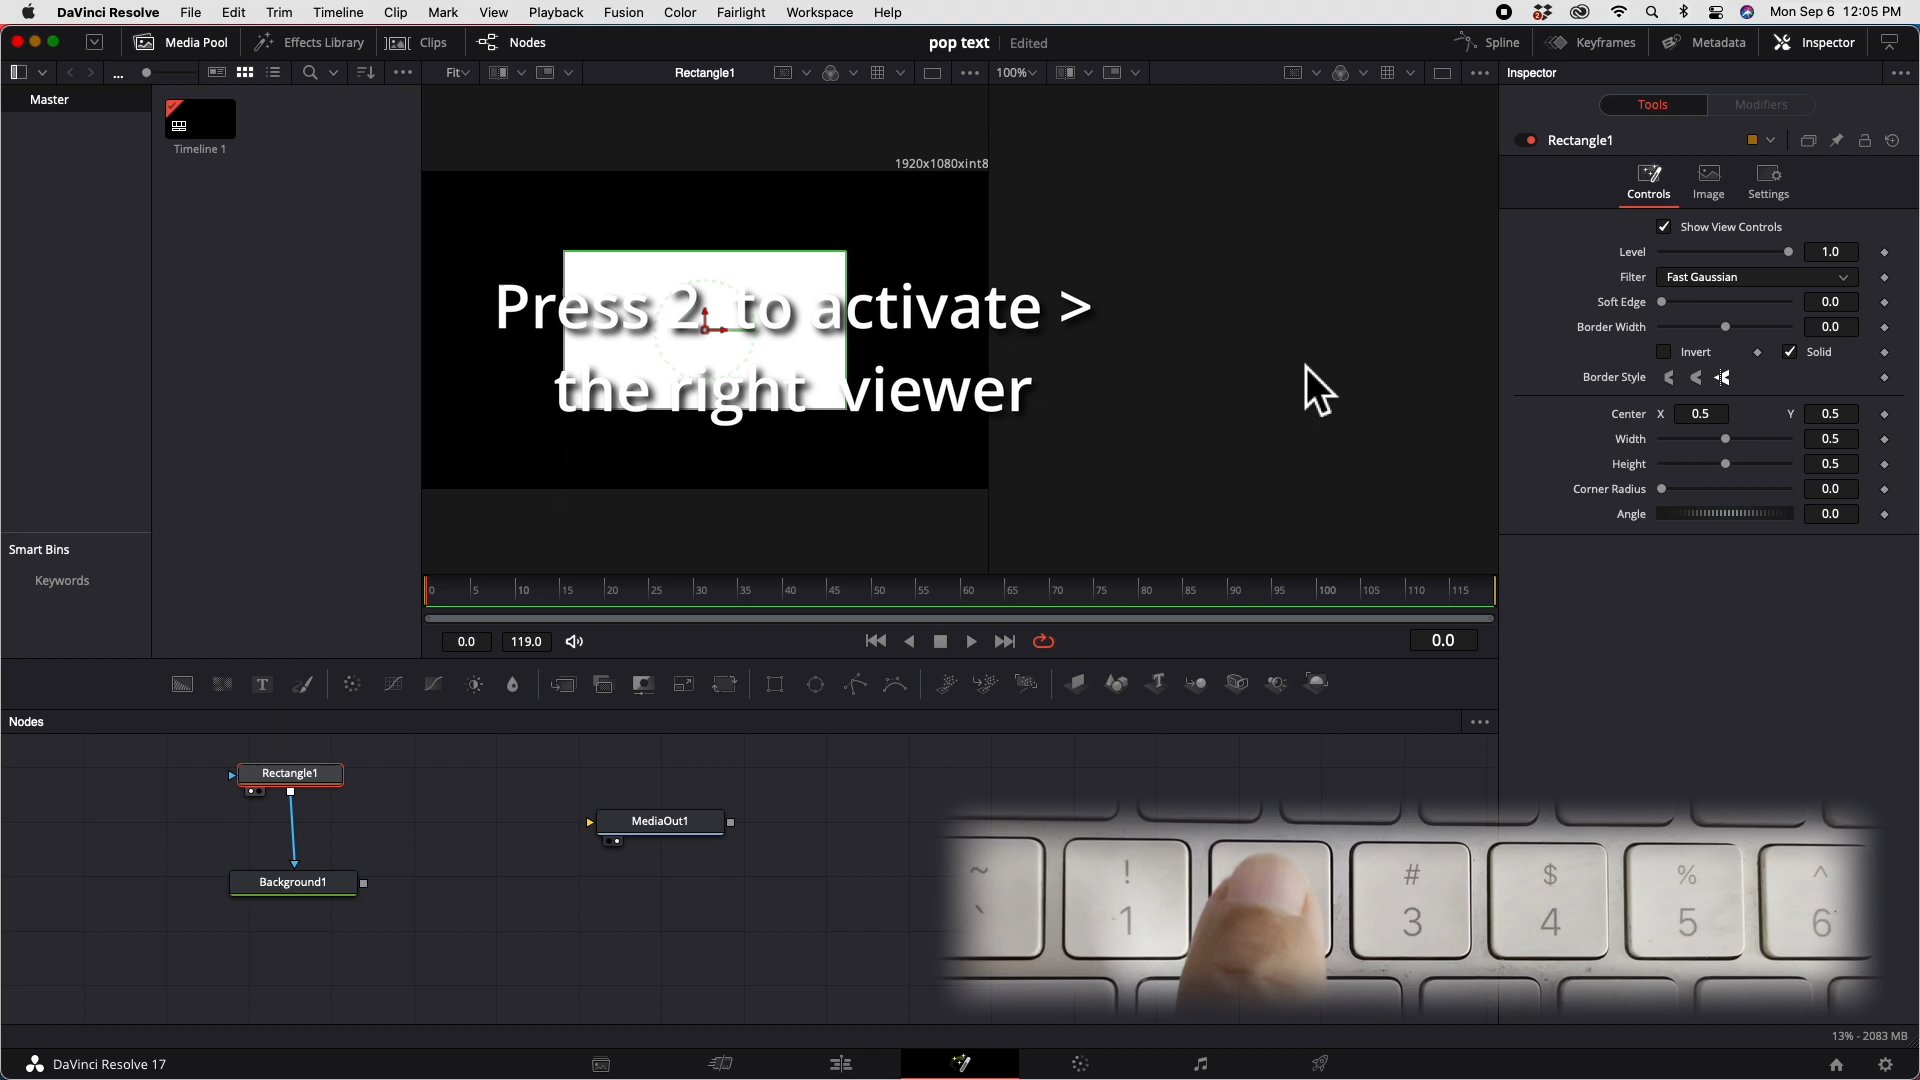 DaVinci Resolve File Edit Trim Timeline Clip Mark View Playback Fusion Color Fairlight Workspace Help Mon Sep 6 12:05 PM
Media Pool Effects Library Clips Nodes pop text Edited Spline Keyframes Metadata Inspector
... Fit Rectangle1 100% Inspector
Master
Timeline 1
1920x1080xint8
Press 2, to activate >
the right viewer
Tools Modifiers
Rectangle1
Controls Image Settings
Show View Controls
Level 1.0
Filter Fast Gaussian
Soft Edge 0.0
Border Width 0.0
Invert Solid
Border Style
Center X 0.5 Y 0.5
Width 0.5
Height 0.5
Corner Radius 0.0
Angle 0.0
Smart Bins
Keywords
0 5 10 15 20 25 30 35 40 45 50 55 60 65 70 75 80 85 90 95 100 105 110 115
0.0 119.0 0.0
Nodes
Rectangle1
MediaOut1
Background1
~ ! # $ % ^
` 1 3 4 5 6
13% - 2083 MB
DaVinci Resolve 17